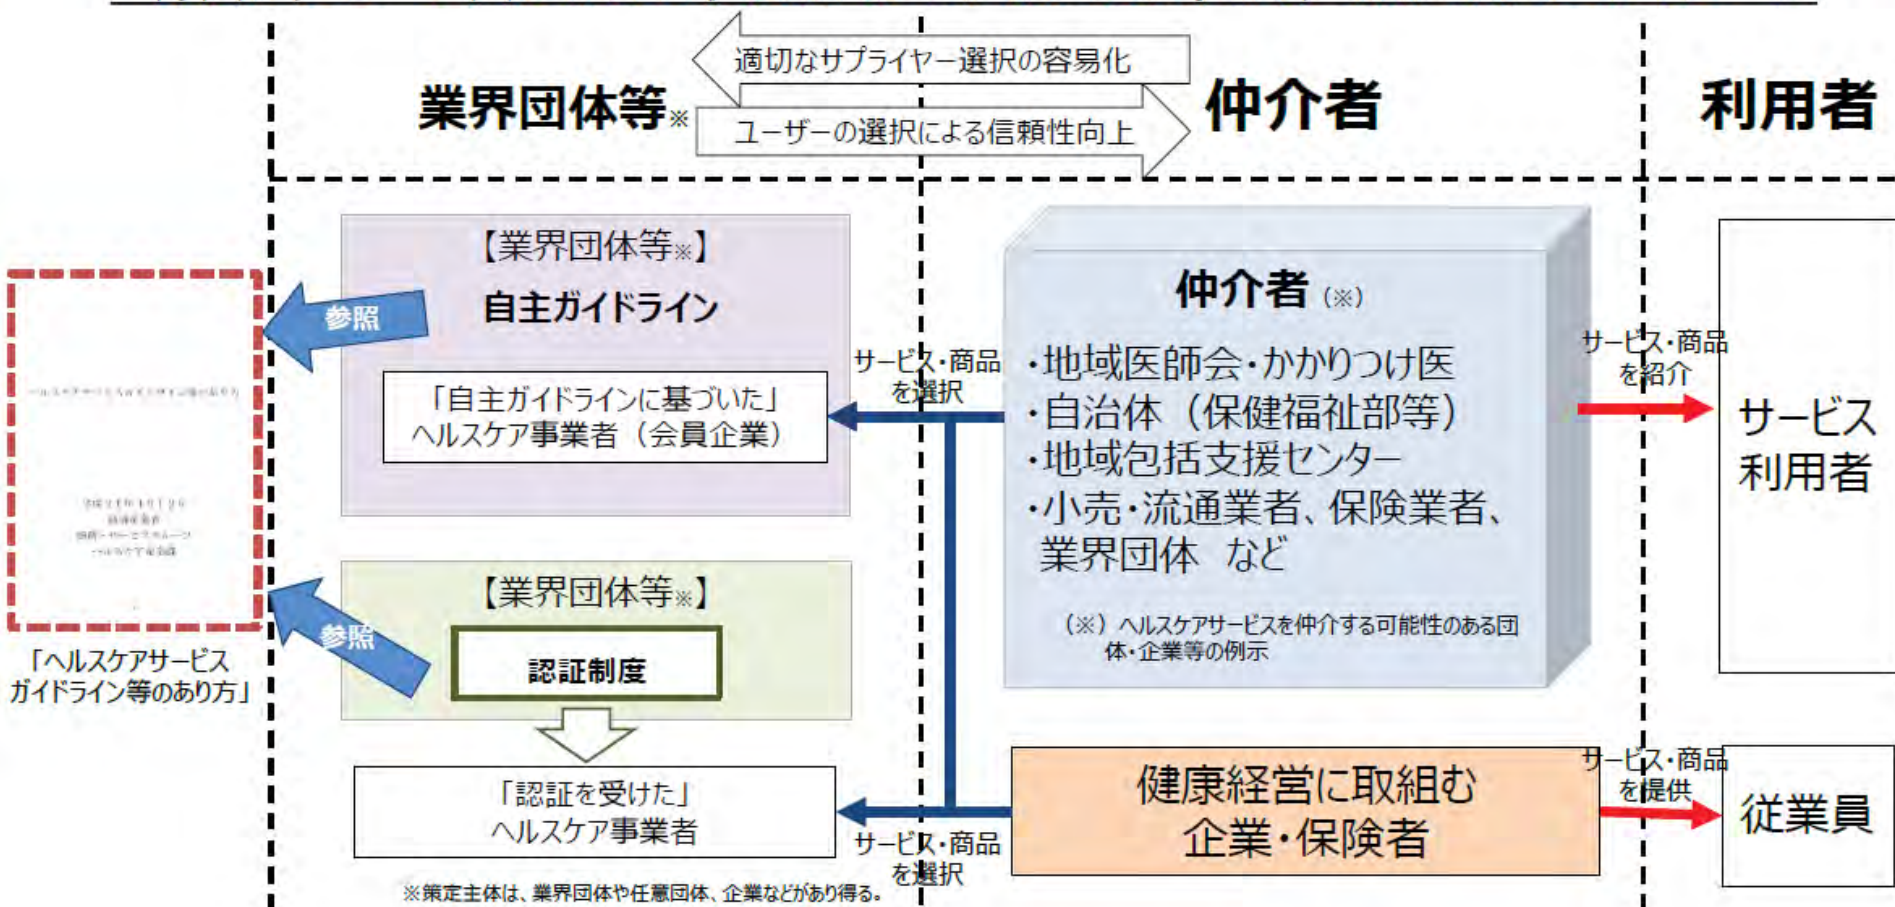 適切なサプライヤー選択の容易化
業界団体等※
ユーザーの選択による信頼性向上
仲介者
利用者
【業界団体等※】
自主ガイドライン
参照
「自主ガイドラインに基づいた」
ヘルスケア事業者（会員企業）
サービス・商品
を選択
仲介者（※）
・地域医師会・かかりつけ医
・自治体（保健福祉部等）
・地域包括支援センター
・小売・流通業者、保険業者、
業界団体 など
（※）ヘルスケアサービスを仲介する可能性のある団
体・企業等の例示
サービス・商品
を紹介
サービス
利用者
「ヘルスケアサービス
ガイドライン等のあり方」
【業界団体等※】
参照
認証制度
「認証を受けた」
ヘルスケア事業者
サービス・商品
を選択
健康経営に取組む
企業・保険者
サービス・商品
を提供
従業員
※策定主体は、業界団体や任意団体、企業などがあり得る。